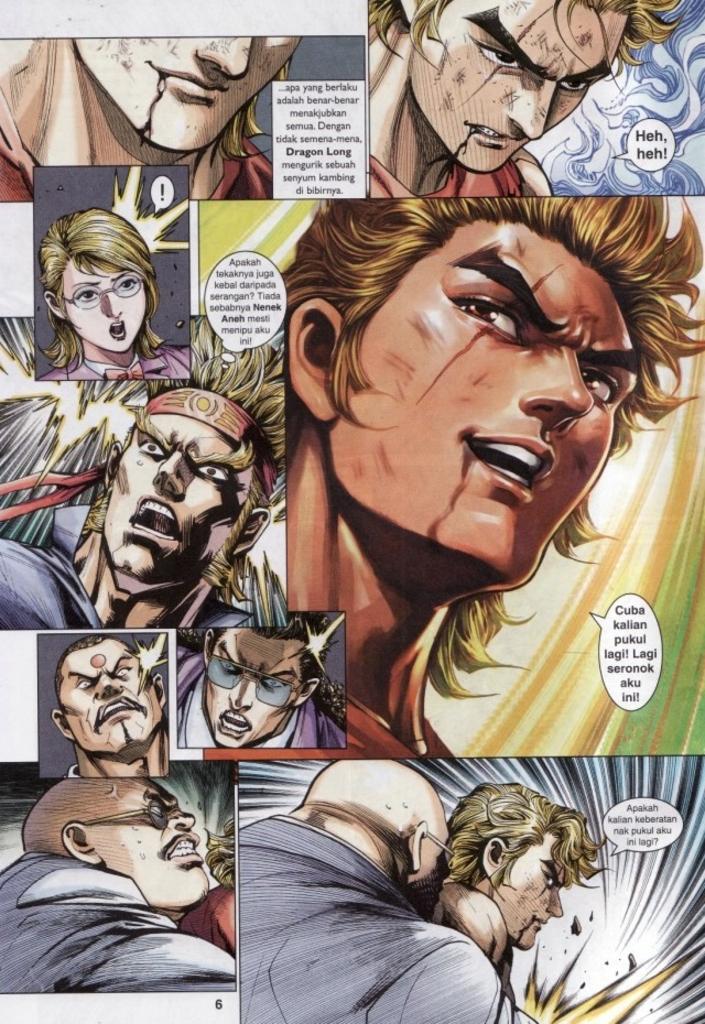 ...apa yang berlaku
adalah benar-benar
menakjubkan
semua. Dengan
tidak semena-mena,
Dragon Long
mengurik sebuah
senyum kambing
di bibirnya.
Heh,
heh!
!
Apakah
tekaknya juga
kebal daripada
serangan? Tiada
sebabnya Nenek
Aneh mesti
menipu aku
ini!
Cuba
kalian
pukul
lagi! Lagi
seronok
aku
ini!
Apakah
kalian keberatan
nak pukul aku
ini lagi?
6